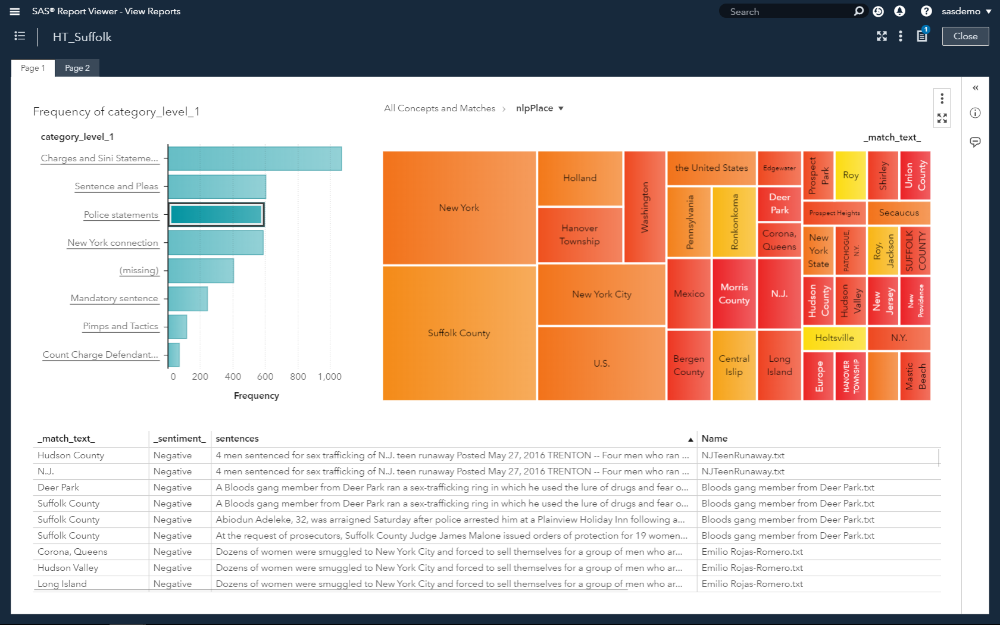 SAS® Report Viewer - View Reports
Search
sasdemo
HT_Suffolk
1
Close
Page 1
Page 2
Frequency of category_level_1
category_level_1
Charges and Sini Stateme...
Sentence and Pleas
Police statements
New York connection
(missing)
Mandatory sentence
Pimps and Tactics
Count Charge Defendant...
0 200 400 600 800 1,000
Frequency
All Concepts and Matches › nlpPlace
_match_text_
New York
Suffolk County
Holland
Hanover
Township
Washington
New York City
U.S.
the United States
Pennsylvania
Ronkonkoma
Mexico
Morris
County
Bergen
County
Central
Islip
Edgewater
Deer
Park
Corona,
Queens
N.J.
Long
Island
Prospect
Park
Roy
Shirley
Union
County
Prospect Heights
Secaucus
New
York
State
PATCHOGUE,
N.Y.
Roy,
Jackson
SUFFOLK
COUNTY
Hudson
County
Hudson
Valley
New
Jersey
New
Providence
Holtsville
N.Y.
Europe
HANOVER
TOWNSHIP
Mastic
Beach
_match_text_ _sentiment_ sentences Name
Hudson County Negative 4 men sentenced for sex trafficking of N.J. teen runaway Posted May 27, 2016 TRENTON -- Four men who ran ... NJTeenRunaway.txt
N.J. Negative 4 men sentenced for sex trafficking of N.J. teen runaway Posted May 27, 2016 TRENTON -- Four men who ran ... NJTeenRunaway.txt
Deer Park Negative A Bloods gang member from Deer Park ran a sex-trafficking ring in which he used the lure of drugs and fear o... Bloods gang member from Deer Park.txt
Suffolk County Negative A Bloods gang member from Deer Park ran a sex-trafficking ring in which he used the lure of drugs and fear o... Bloods gang member from Deer Park.txt
Suffolk County Negative Abiodun Adeleke, 32, was arraigned Saturday after police arrested him at a Plainview Holiday Inn following a... Bloods gang member from Deer Park.txt
Suffolk County Negative At the request of prosecutors, Suffolk County Judge James Malone issued orders of protection for 19 women... Bloods gang member from Deer Park.txt
Corona, Queens Negative Dozens of women were smuggled to New York City and forced to sell themselves for a group of men who ar... Emilio Rojas-Romero.txt
Hudson Valley Negative Dozens of women were smuggled to New York City and forced to sell themselves for a group of men who ar... Emilio Rojas-Romero.txt
Long Island Negative Dozens of women were smuggled to New York City and forced to sell themselves for a group of men who ar... Emilio Rojas-Romero.txt